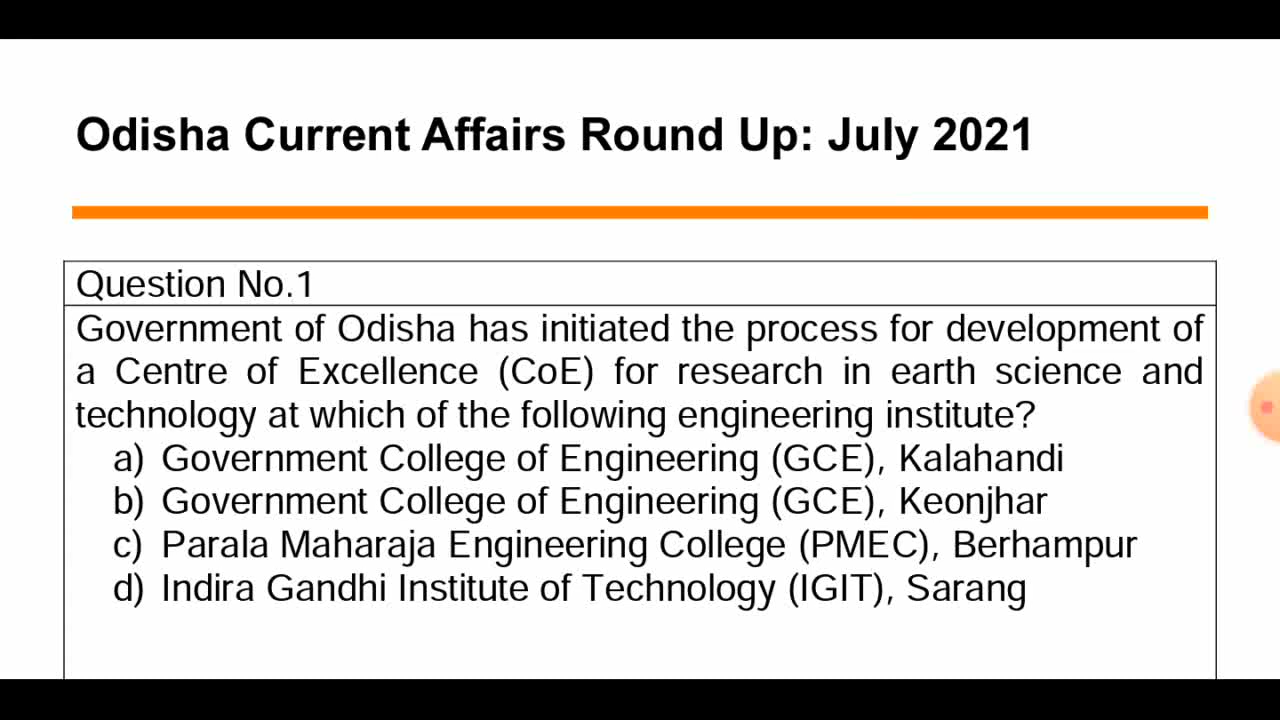 Odisha Current Affairs Round Up: July 2021
Question No.1
Government of Odisha has initiated the process for development of
a Centre of Excellence (CoE) for research in earth science and
technology at which of the following engineering institute?
a) Government College of Engineering (GCE), Kalahandi
b) Government College of Engineering (GCE), Keonjhar
c) Parala Maharaja Engineering College (PMEC), Berhampur
d) Indira Gandhi Institute of Technology (IGIT), Sarang